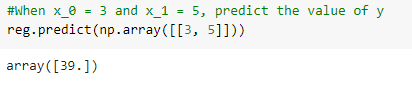 #When x_0 = 3 and x_1 = 5, predict the value of y
reg.predict(np.array([[3, 5]]))
array([39.])